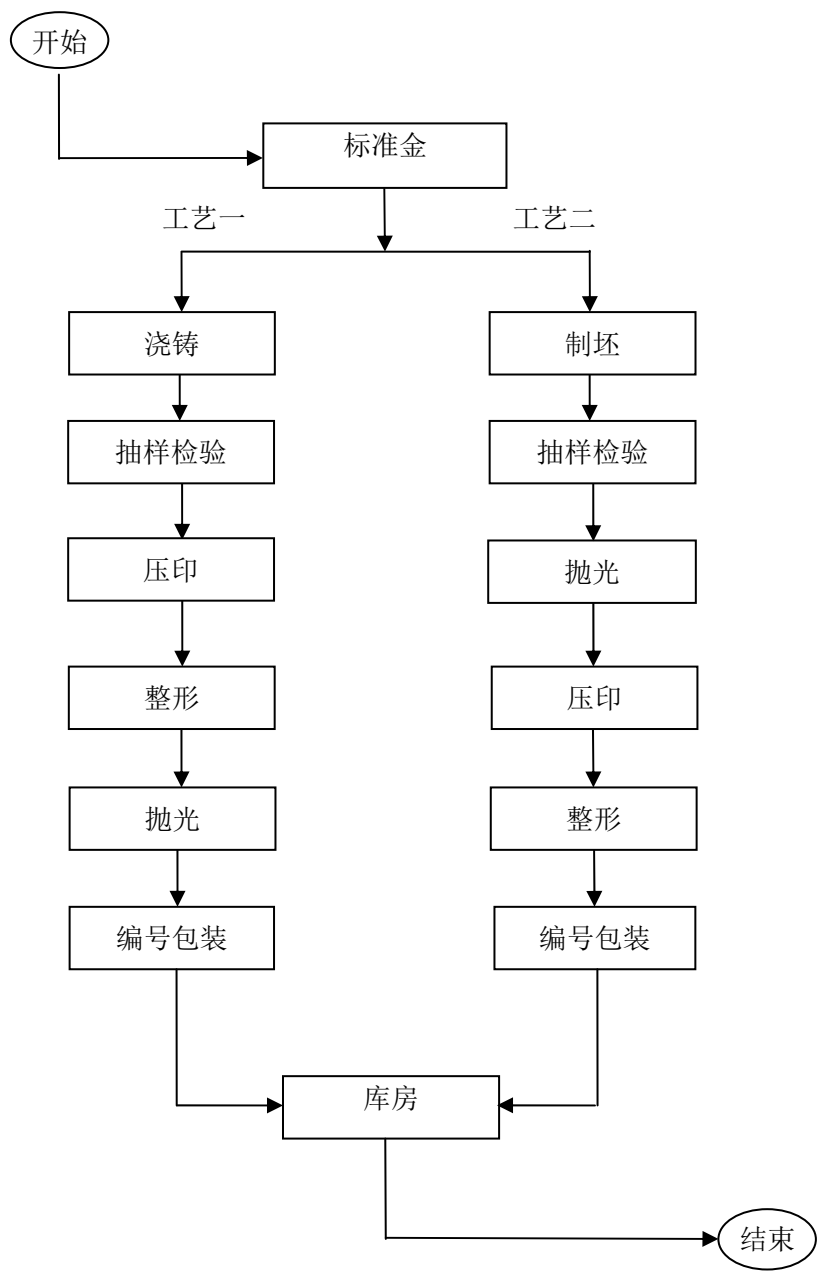 开始
标准金
工艺一
工艺二
浇铸
制坯
抽样检验
抽样检验
压印
抛光
整形
压印
抛光
整形
编号包装
编号包装
库房
结束